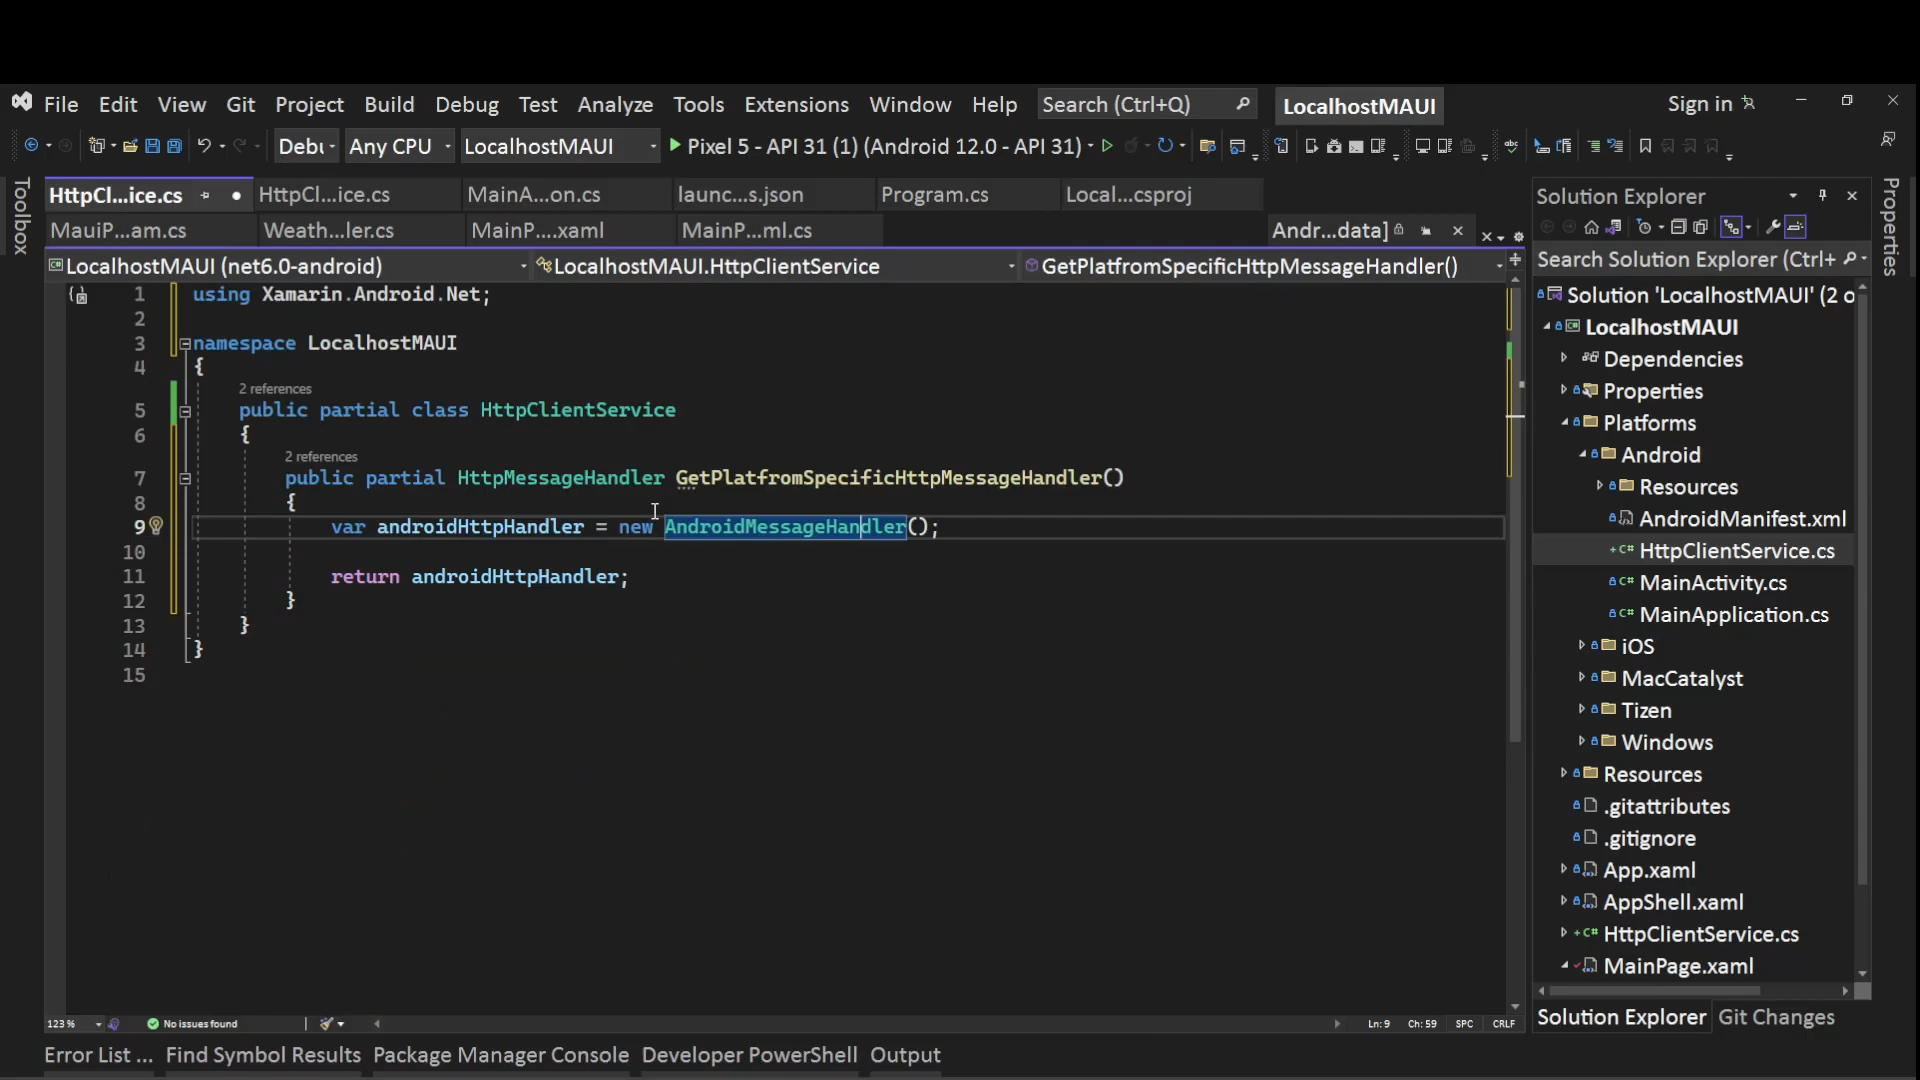 File Edit View Git Project Build Debug Test Analyze Tools Extensions Window Help Search (Ctrl+Q) LocalhostMAUI Sign in
Debu Any CPU LocalhostMAUI Pixel 5 - API 31 (1) (Android 12.0 - API 31)
Toolbox
HttpCl...ice.cs HttpCl...ice.cs MainA...on.cs launc...s.json Program.cs Local...csproj
MauiP...am.cs Weath...ler.cs MainP....xaml MainP...ml.cs Andr...data]
LocalhostMAUI (net6.0-android) LocalhostMAUI.HttpClientService GetPlatfromSpecificHttpMessageHandler()
1 using Xamarin.Android.Net;
2
3 namespace LocalhostMAUI
4 {
2 references
5 public partial class HttpClientService
6 {
2 references
7 public partial HttpMessageHandler GetPlatfromSpecificHttpMessageHandler()
8 {
9 var androidHttpHandler = new AndroidMessageHandler();
10
11 return androidHttpHandler;
12 }
13 }
14 }
15
123 % No issues found Ln: 9 Ch: 59 SPC CRLF
Error List ... Find Symbol Results Package Manager Console Developer PowerShell Output
Solution Explorer
Search Solution Explorer (Ctrl+
Solution 'LocalhostMAUI' (2 o
LocalhostMAUI
Dependencies
Properties
Platforms
Android
Resources
AndroidManifest.xml
HttpClientService.cs
MainActivity.cs
MainApplication.cs
iOS
MacCatalyst
Tizen
Windows
Resources
.gitattributes
.gitignore
App.xaml
AppShell.xaml
HttpClientService.cs
MainPage.xaml
Solution Explorer Git Changes
Properties